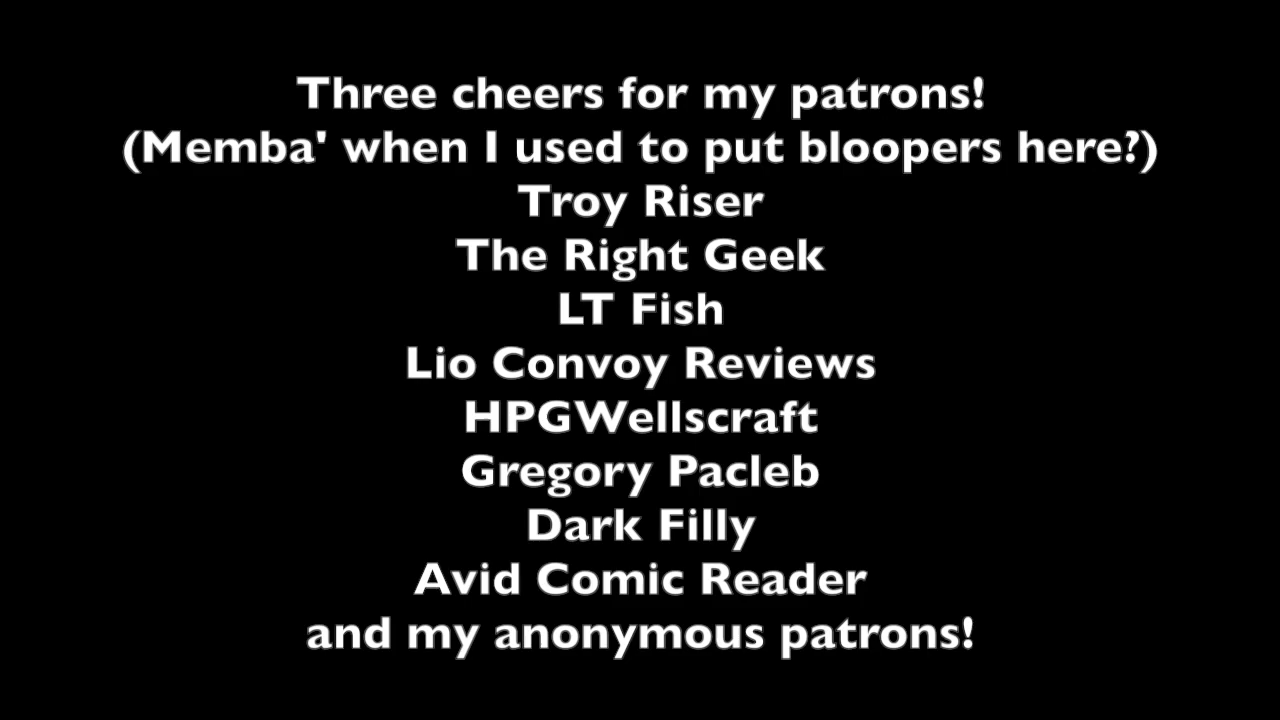 Three cheers for my patrons!
(Memba' when I used to put bloopers here?)
Troy Riser
The Right Geek
LT Fish
Lio Convoy Reviews
HPGWellscraft
Gregory Pacleb
Dark Filly
Avid Comic Reader
and my anonymous patrons!